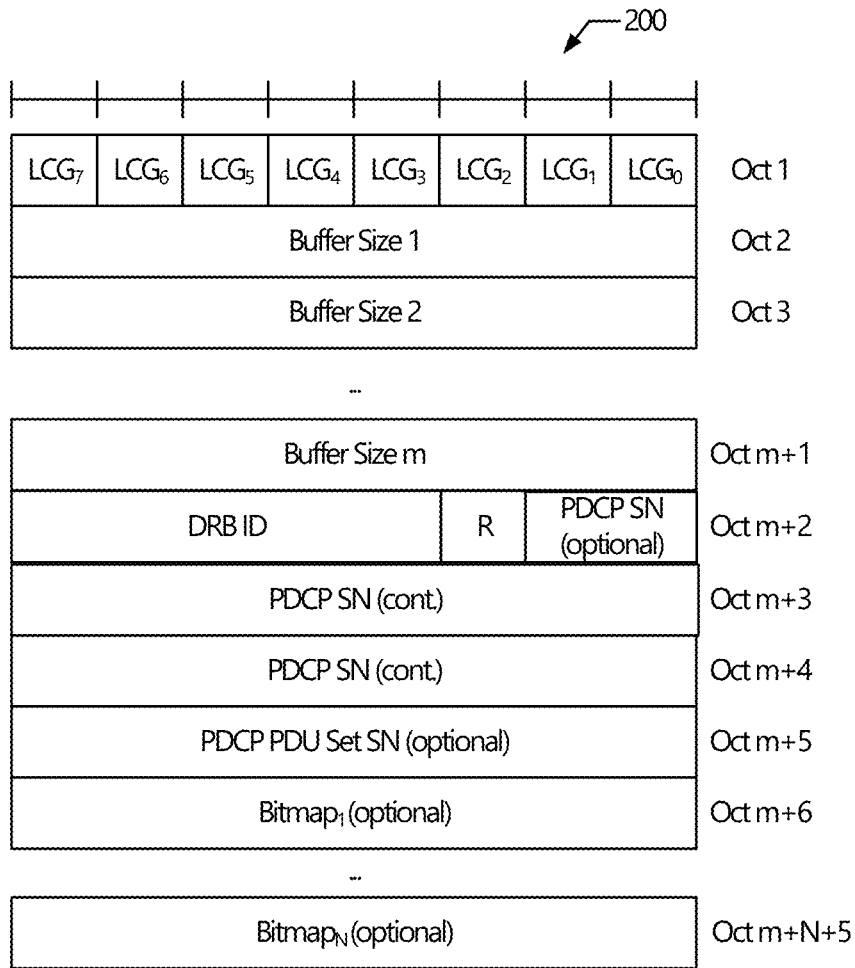 200
LCG₇ LCG₆ LCG₅ LCG₄ LCG₃ LCG₂ LCG₁ LCG₀ Oct 1
Buffer Size 1 Oct 2
Buffer Size 2 Oct 3
...
Buffer Size m Oct m+1
DRB ID R PDCP SN (optional) Oct m+2
PDCP SN (cont.) Oct m+3
PDCP SN (cont.) Oct m+4
PDCP PDU Set SN (optional) Oct m+5
Bitmap₁ (optional) Oct m+6
...
Bitmap_N (optional) Oct m+N+5